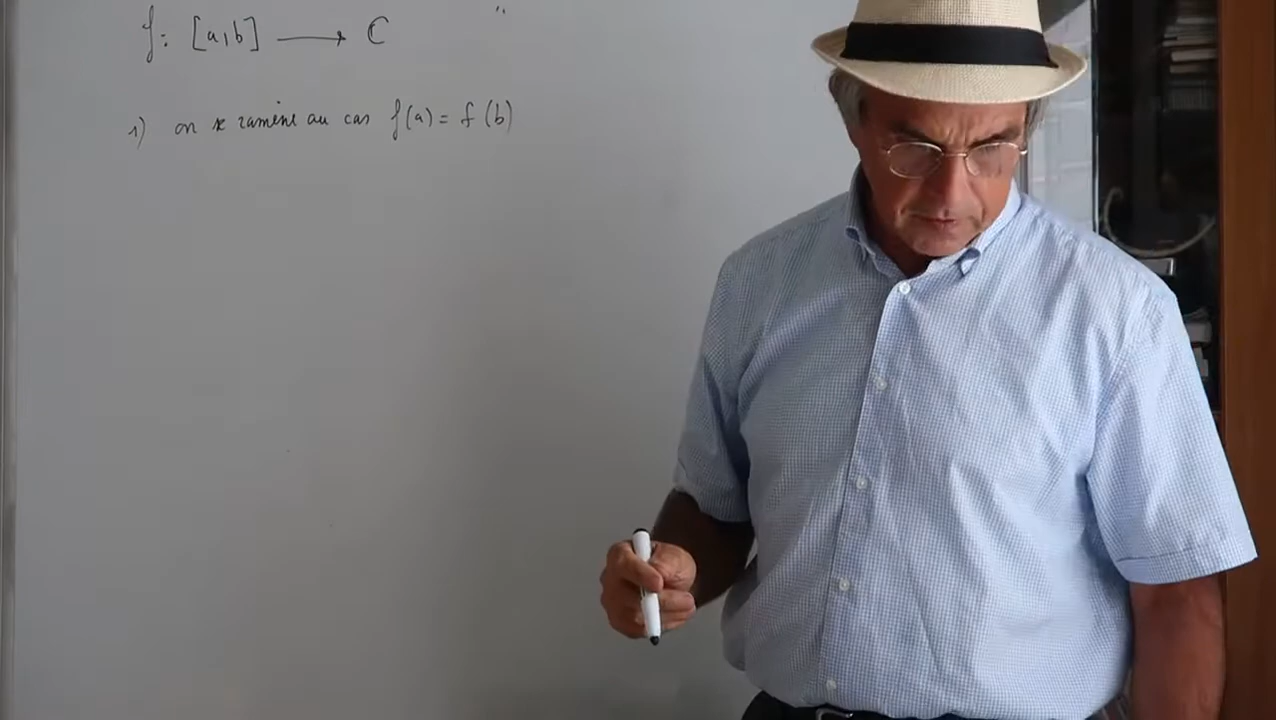 f: [a,b] ⟶ ℂ
1) on se ramène au cas f(a) = f(b)